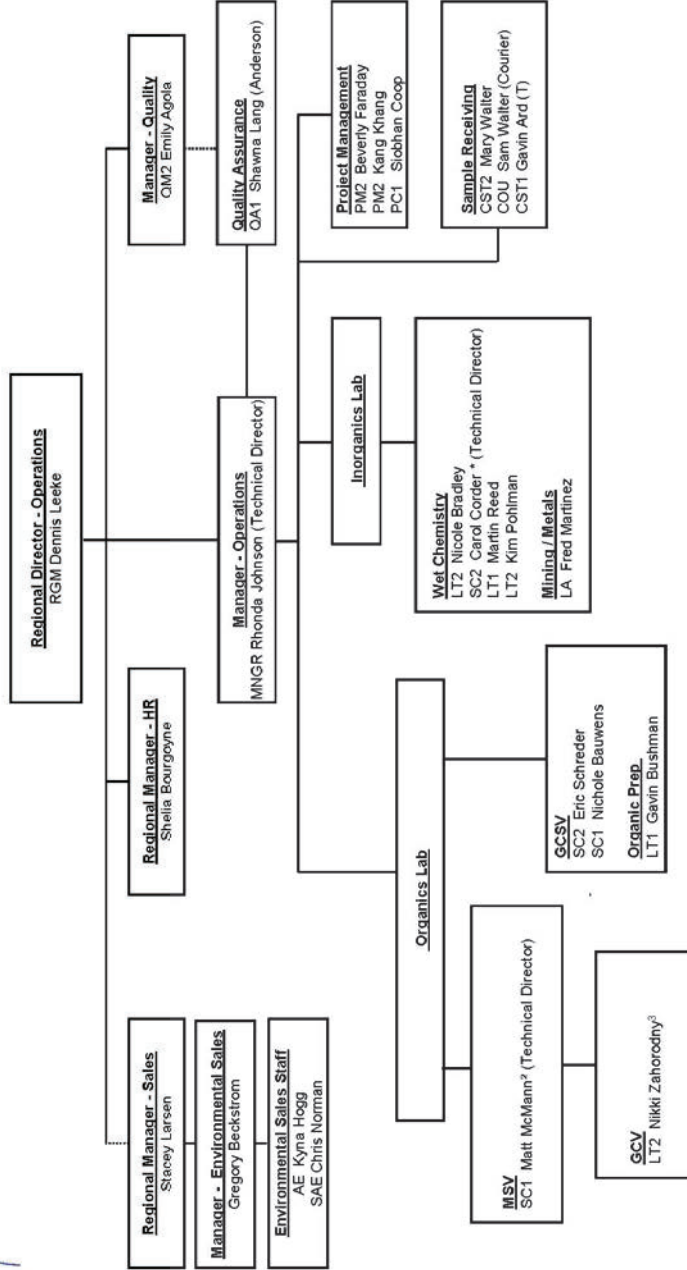 Regional Director - Operations
RGM Dennis Leeke
Regional Manager - Sales
Stacey Larsen
Regional Manager - HR
Shelia Bourgoyne
Manager - Quality
QM2 Emily Agola
Manager - Environmental Sales
Gregory Beckstrom
Manager - Operations
MNGR Rhonda Johnson (Technical Director)
Quality Assurance
QA1 Shawna Lang (Anderson)
Environmental Sales Staff
AE Kyna Hogg
SAE Chris Norman
Organics Lab
Inorganics Lab
Project Management
PM2 Beverly Faraday
PM2 Kang Khang
PC1 Siobhan Coop
MSV
SC1 Matt McMann² (Technical Director)
GCSV
SC2 Eric Schreder
SC1 Nichole Bauwens
Organic Prep
LT1 Gavin Bushman
Wet Chemistry
LT2 Nicole Bradley
SC2 Carol Corder * (Technical Director)
LT1 Martin Reed
LT2 Kim Pohlman
Mining / Metals
LA Fred Martinez
Sample Receiving
CST2 Mary Walter
COU Sam Walter (Courier)
CST1 Gavin Ard (T)
GCV
LT2 Nikki Zahorodny³